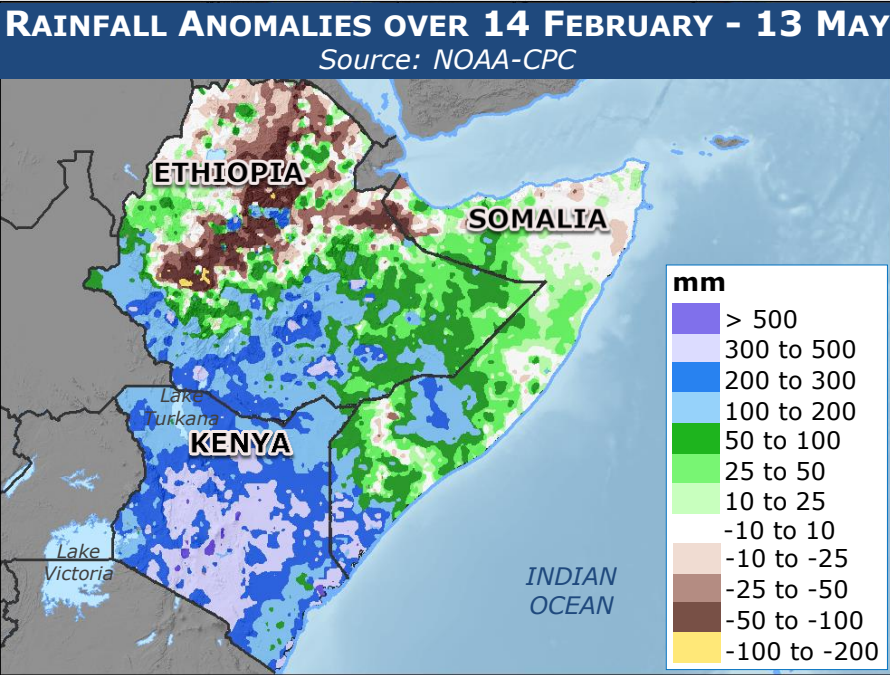 RAINFALL ANOMALIES OVER 14 FEBRUARY - 13 MAY
Source: NOAA-CPC
ETHIOPIA
SOMALIA
Lake
Turkana
KENYA
Lake
Victoria
INDIAN
OCEAN
mm
> 500
300 to 500
200 to 300
100 to 200
50 to 100
25 to 50
10 to 25
-10 to 10
-10 to -25
-25 to -50
-50 to -100
-100 to -200